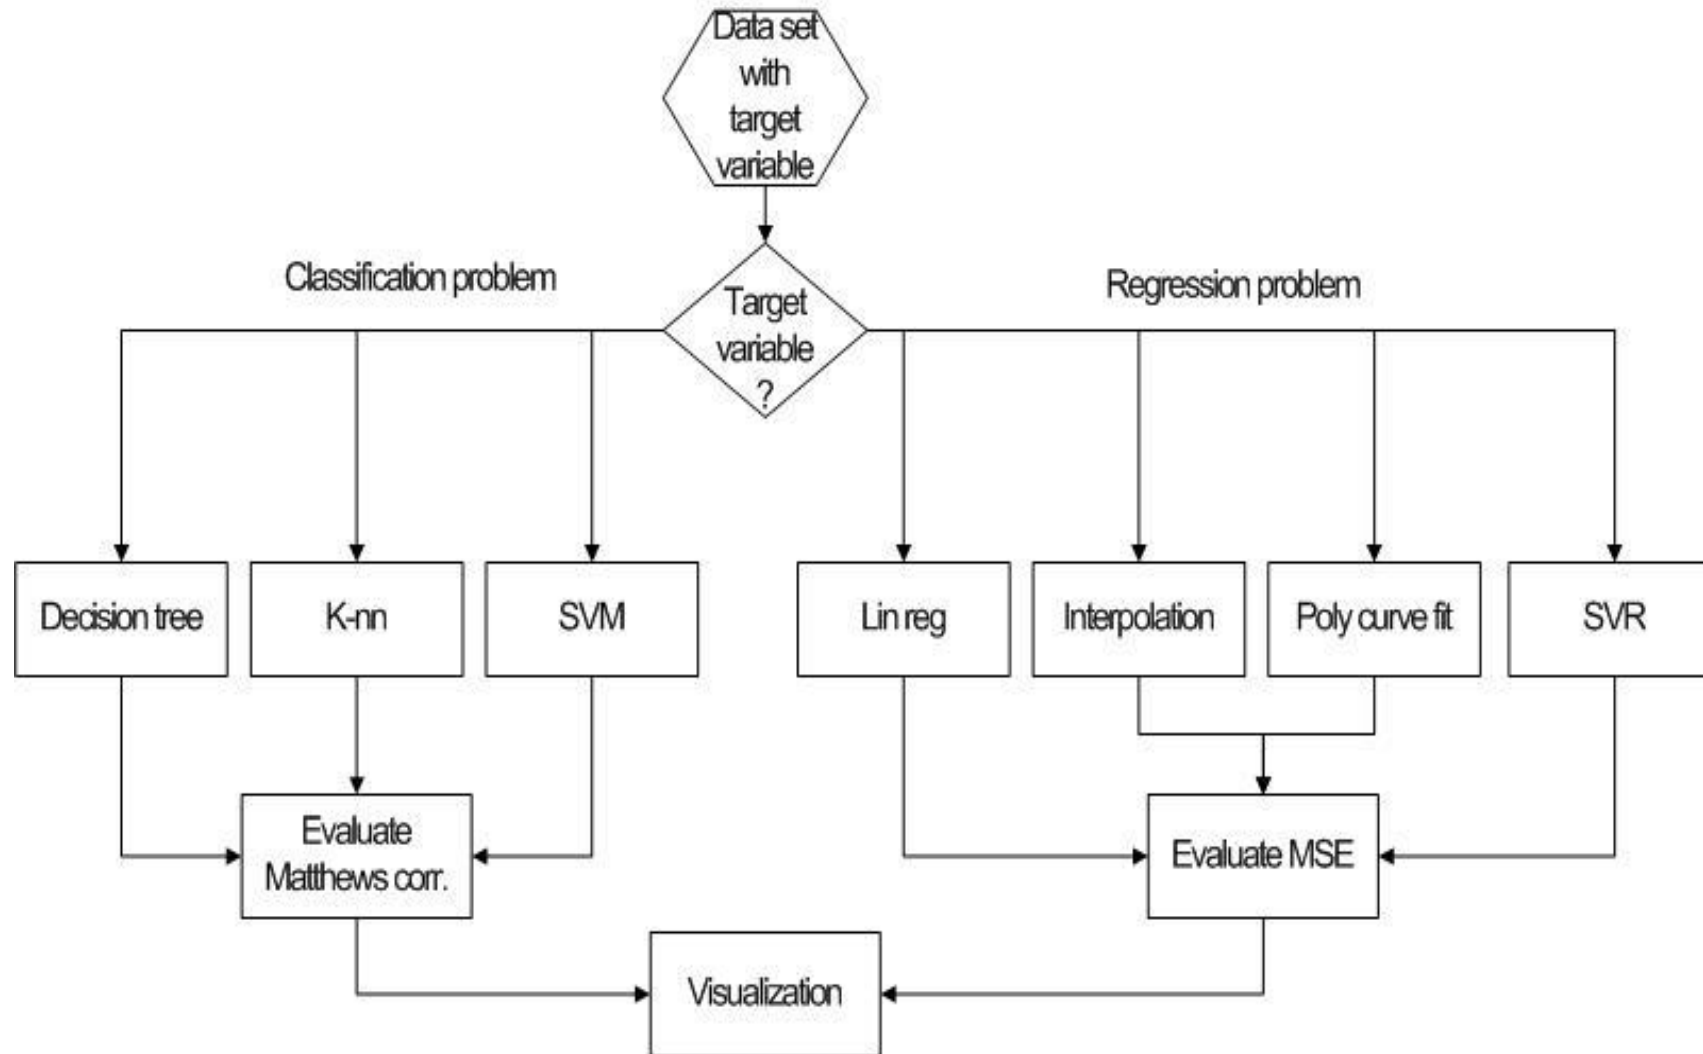 Data set
with
target
variable
Classification problem
Regression problem
Target
variable
?
Decision tree
K-nn
SVM
Lin reg
Interpolation
Poly curve fit
SVR
Evaluate
Matthews corr.
Evaluate MSE
Visualization